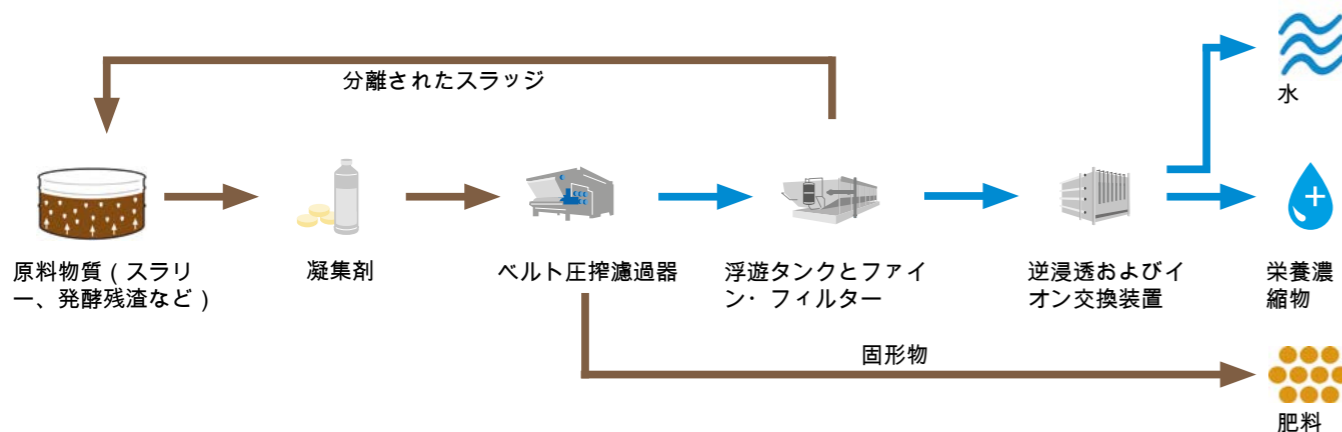 水
分離されたスラッジ
原料物質（スラリ
ー、発酵残渣など）
凝集剤
ベルト圧搾濾過器
浮遊タンクとファイ
ン・フィルター
逆浸透およびイ
オン交換装置
栄養濃
縮物
固形物
肥料